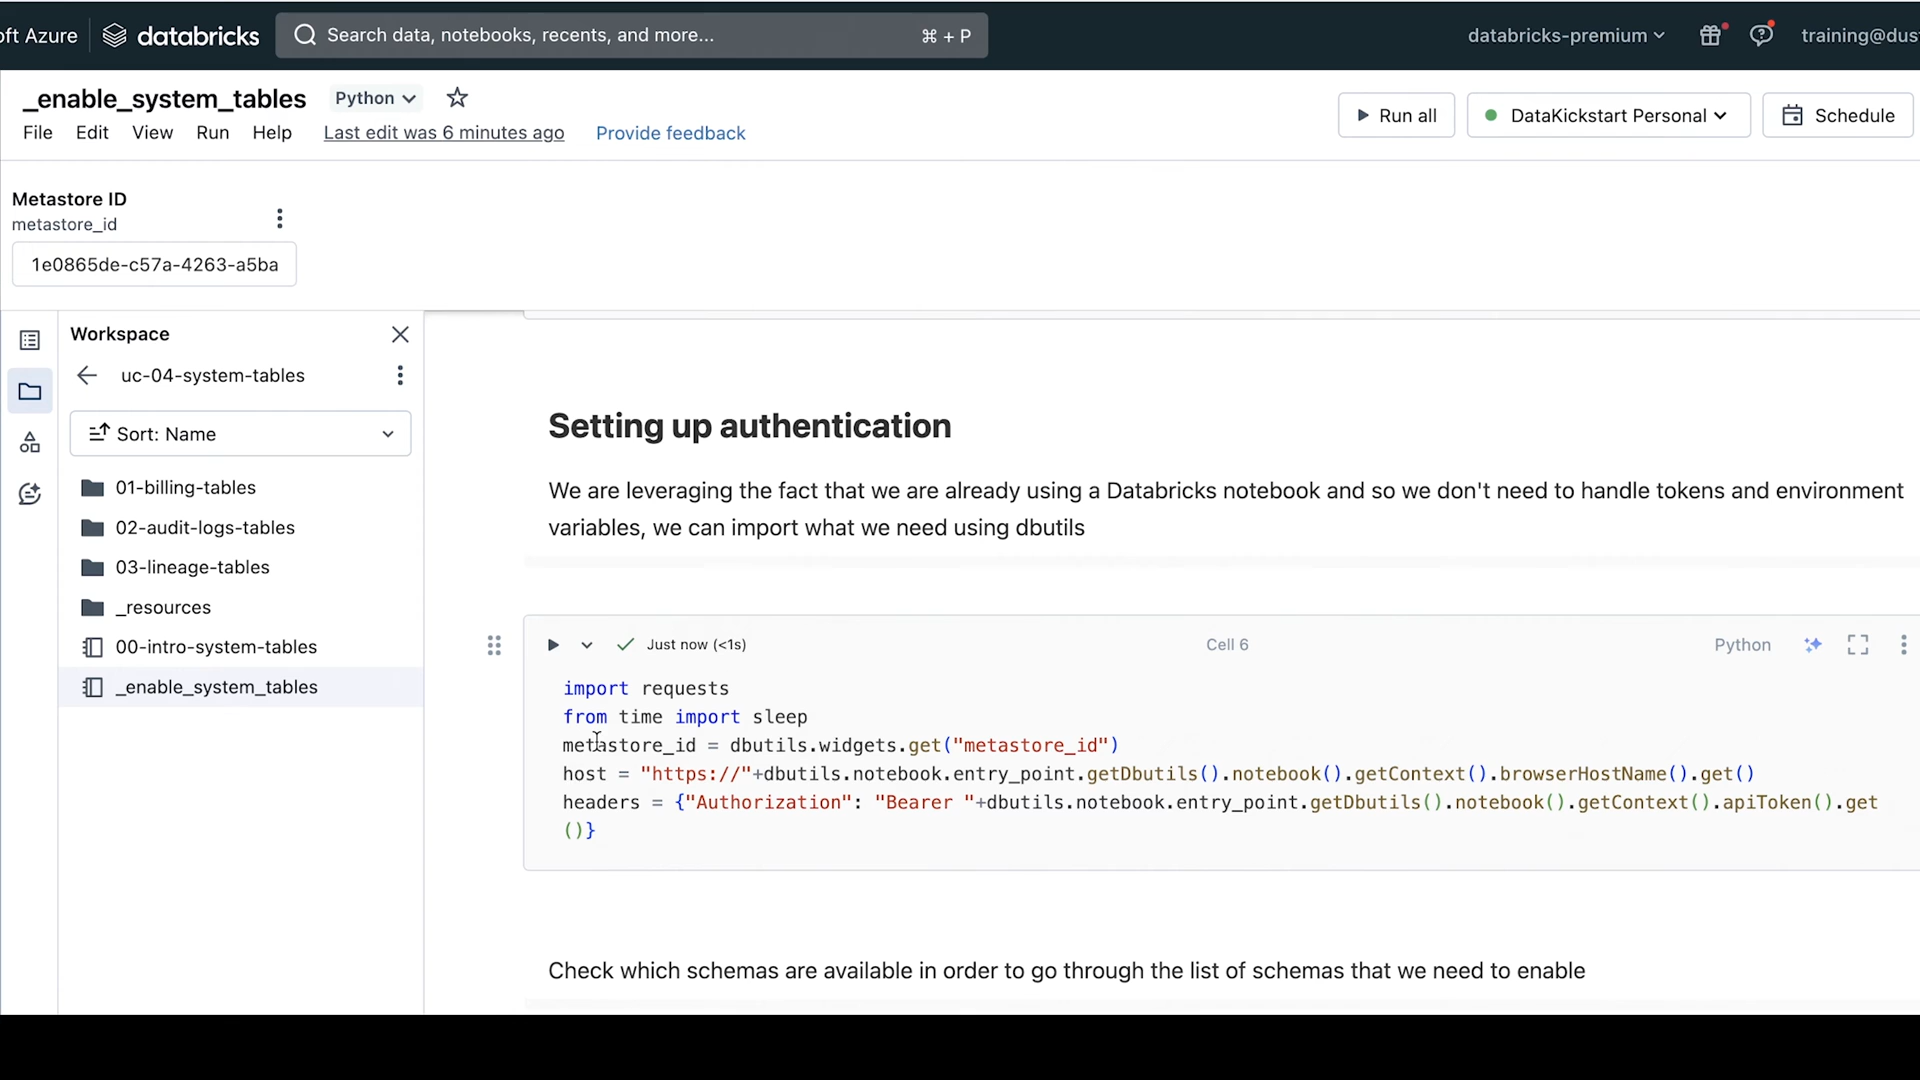 oft Azure
databricks
Search data, notebooks, recents, and more...
⌘ + P
databricks-premium
training@dus
_enable_system_tables
Python
File Edit View Run Help
Last edit was 6 minutes ago
Provide feedback
Run all
DataKickstart Personal
Schedule
Metastore ID
metastore_id
1e0865de-c57a-4263-a5ba
Workspace
uc-04-system-tables
Sort: Name
01-billing-tables
02-audit-logs-tables
03-lineage-tables
_resources
00-intro-system-tables
_enable_system_tables
Setting up authentication
We are leveraging the fact that we are already using a Databricks notebook and so we don't need to handle tokens and environment
variables, we can import what we need using dbutils
Just now (<1s)
Cell 6
Python
import requests
from time import sleep
metastore_id = dbutils.widgets.get("metastore_id")
host = "https://"+dbutils.notebook.entry_point.getDbutils().notebook().getContext().browserHostName().get()
headers = {"Authorization": "Bearer "+dbutils.notebook.entry_point.getDbutils().notebook().getContext().apiToken().get
()}
Check which schemas are available in order to go through the list of schemas that we need to enable